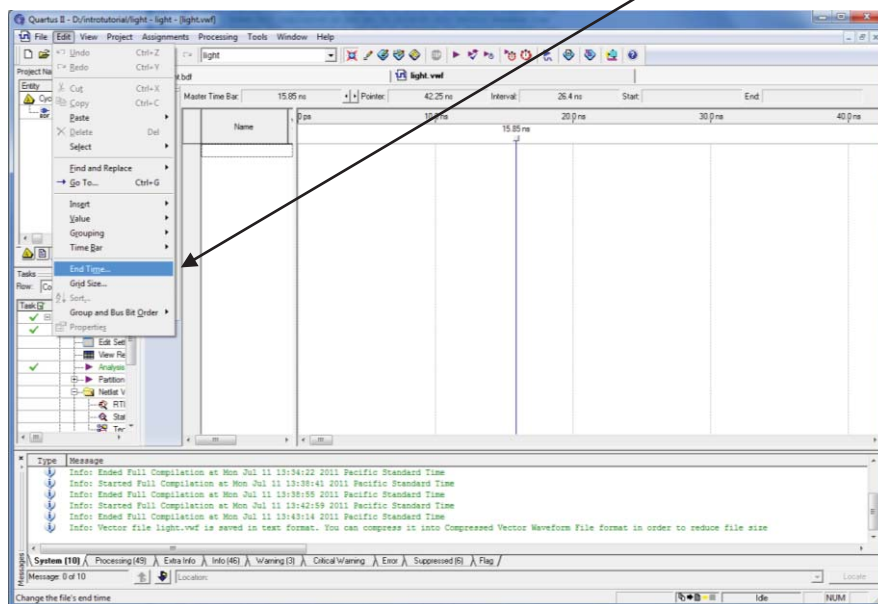 Quartus II - D:/introtutorial/light - light - [light.vwf]
File Edit View Project Assignments Processing Tools Window Help
light
Undo Ctrl+Z
Redo Ctrl+Y
Cut Ctrl+X
Copy Ctrl+C
Paste
Delete Del
Select
Find and Replace
Go To... Ctrl+G
Insert
Value
Grouping
Time Bar
End Time...
Grid Size...
Sort...
Group and Bus Bit Order
Properties
Project Na
Entity
Cyc
light.vwf
Master Time Bar: 15.85 ns Pointer: 42.25 ns Interval: 26.4 ns Start: End:
Name
0 ps 10.0 ns 20.0 ns 30.0 ns 40.0 ns
15.85 ns
Tasks
Flow: Co
Task
Edit Set
View Re
Analysis
Partition
Netlist V
RTL
Stat
Tec
Type Message
Info: Ended Full Compilation at Mon Jul 11 13:34:22 2011 Pacific Standard Time
Info: Started Full Compilation at Mon Jul 11 13:38:41 2011 Pacific Standard Time
Info: Ended Full Compilation at Mon Jul 11 13:38:55 2011 Pacific Standard Time
Info: Started Full Compilation at Mon Jul 11 13:42:59 2011 Pacific Standard Time
Info: Ended Full Compilation at Mon Jul 11 13:43:14 2011 Pacific Standard Time
Info: Vector file light.vwf is saved in text format. You can compress it into Compressed Vector Waveform File format in order to reduce file size
System (10) Processing (49) Extra Info Info (46) Warning (3) Critical Warning Error Suppressed (6) Flag
Messages
Message: 0 of 10 Location: Locate
Change the file's end time Idle NUM